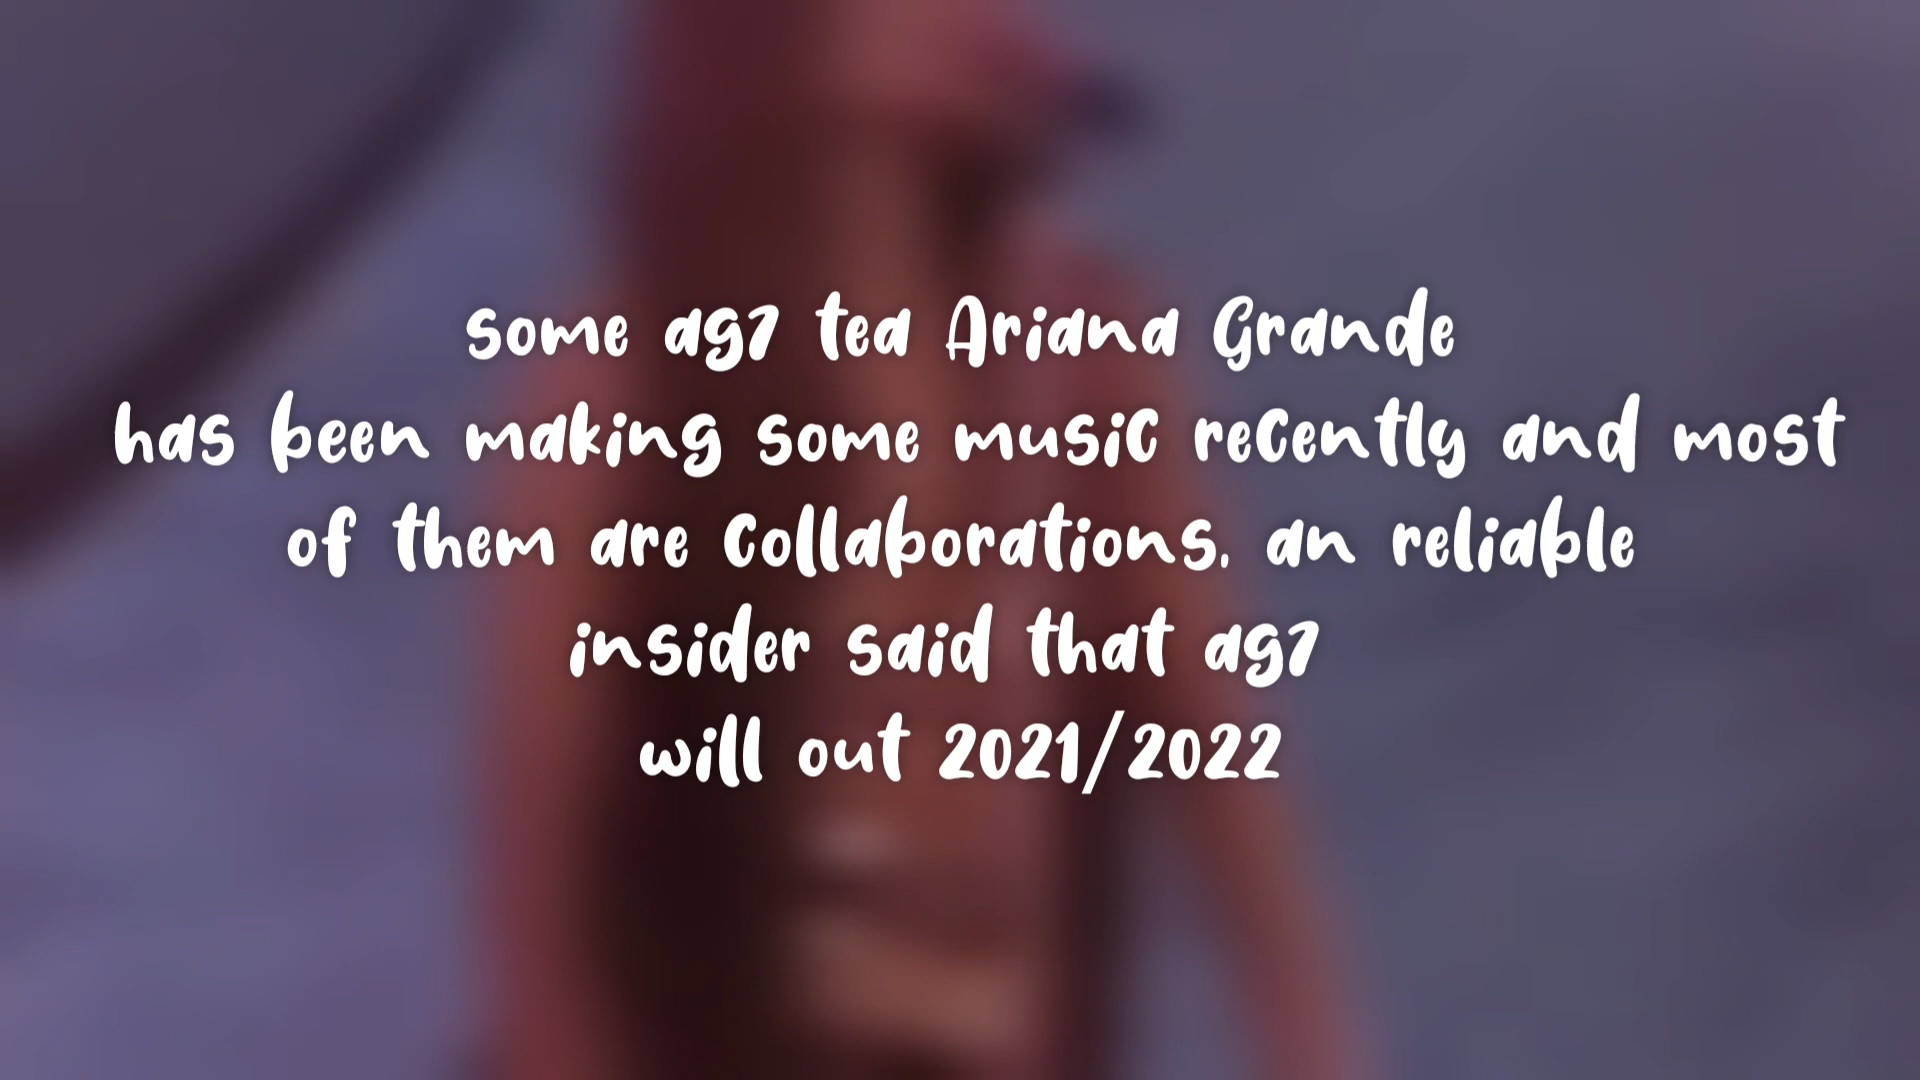 some ag7 tea Ariana Grande
has been making some music recently and most
of them are collaborations. an reliable
insider said that ag7
will out 2021/2022